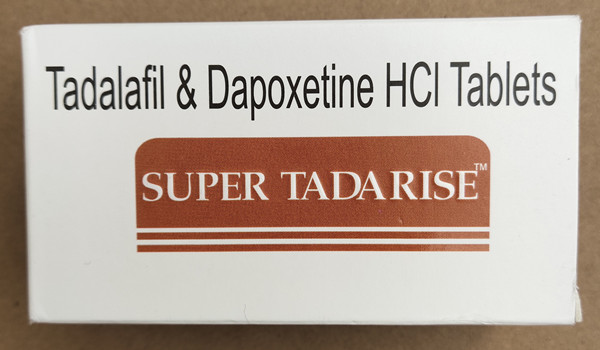 Tadalafil & Dapoxetine HCl Tablets
SUPER TADARISE™